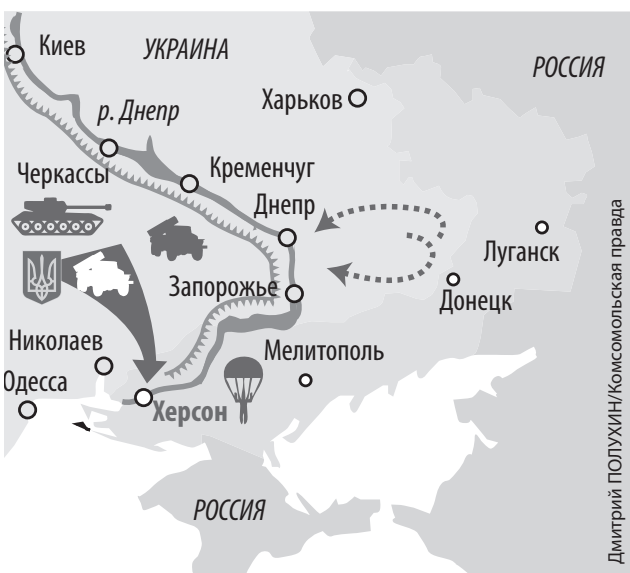 Киев
УКРАИНА
РОССИЯ
Харьков
р. Днепр
Черкассы
Кременчуг
Днепр
Луганск
Запорожье
Донецк
Николаев
Мелитополь
Одесса
Херсон
РОССИЯ
Дмитрий ПОЛУХИН/Комсомольская правда